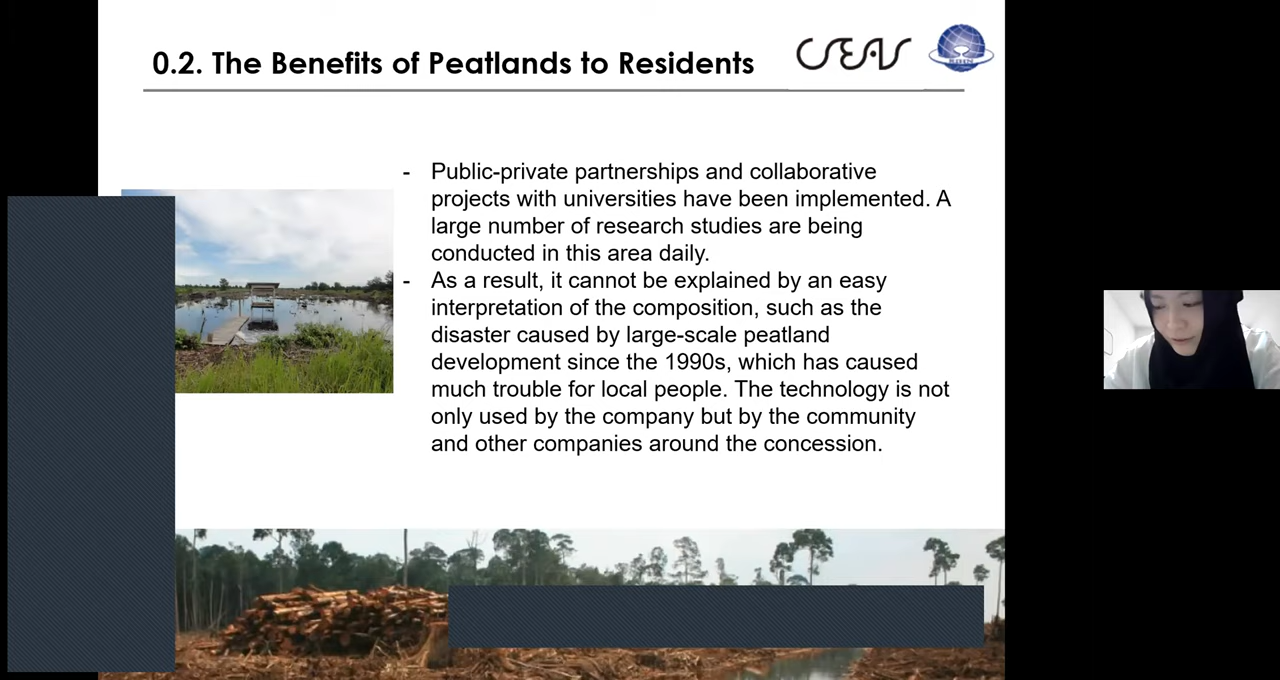 0.2. The Benefits of Peatlands to Residents
CSEAS
- Public-private partnerships and collaborative
projects with universities have been implemented. A
large number of research studies are being
conducted in this area daily.
- As a result, it cannot be explained by an easy
interpretation of the composition, such as the
disaster caused by large-scale peatland
development since the 1990s, which has caused
much trouble for local people. The technology is not
only used by the company but by the community
and other companies around the concession.